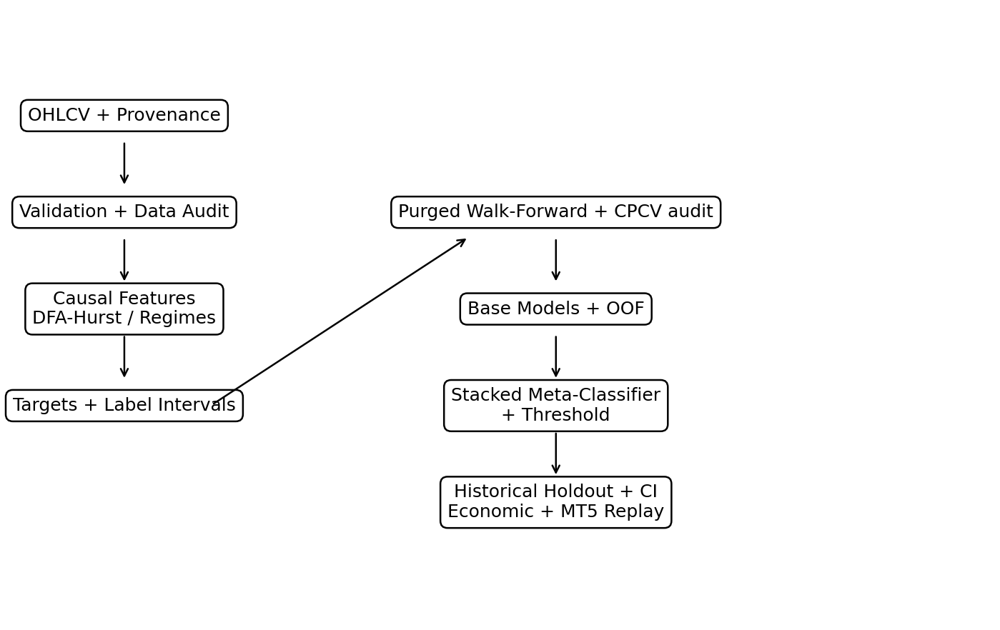 OHLCV + Provenance
Validation + Data Audit
Causal Features
DFA-Hurst / Regimes
Targets + Label Intervals
Purged Walk-Forward + CPCV audit
Base Models + OOF
Stacked Meta-Classifier
+ Threshold
Historical Holdout + CI
Economic + MT5 Replay